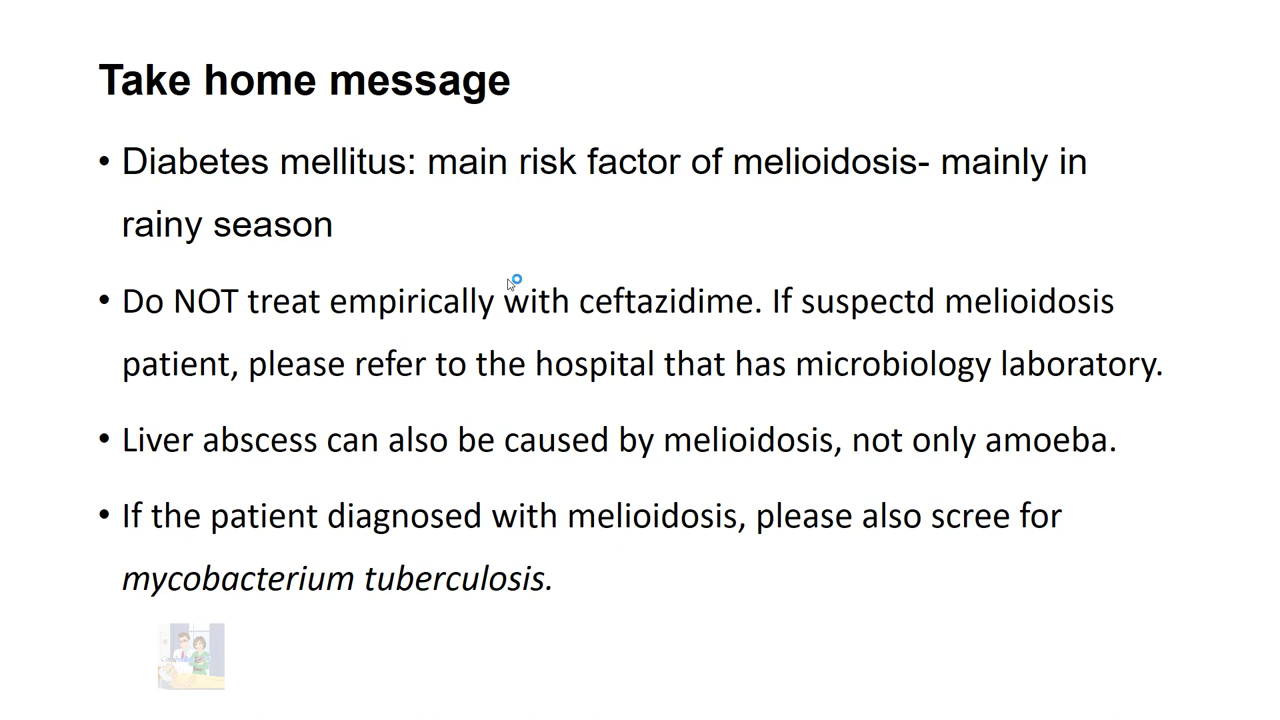 Take home message
• Diabetes mellitus: main risk factor of melioidosis- mainly in
rainy season
• Do NOT treat empirically with ceftazidime. If suspectd melioidosis
patient, please refer to the hospital that has microbiology laboratory.
• Liver abscess can also be caused by melioidosis, not only amoeba.
• If the patient diagnosed with melioidosis, please also scree for
mycobacterium tuberculosis.